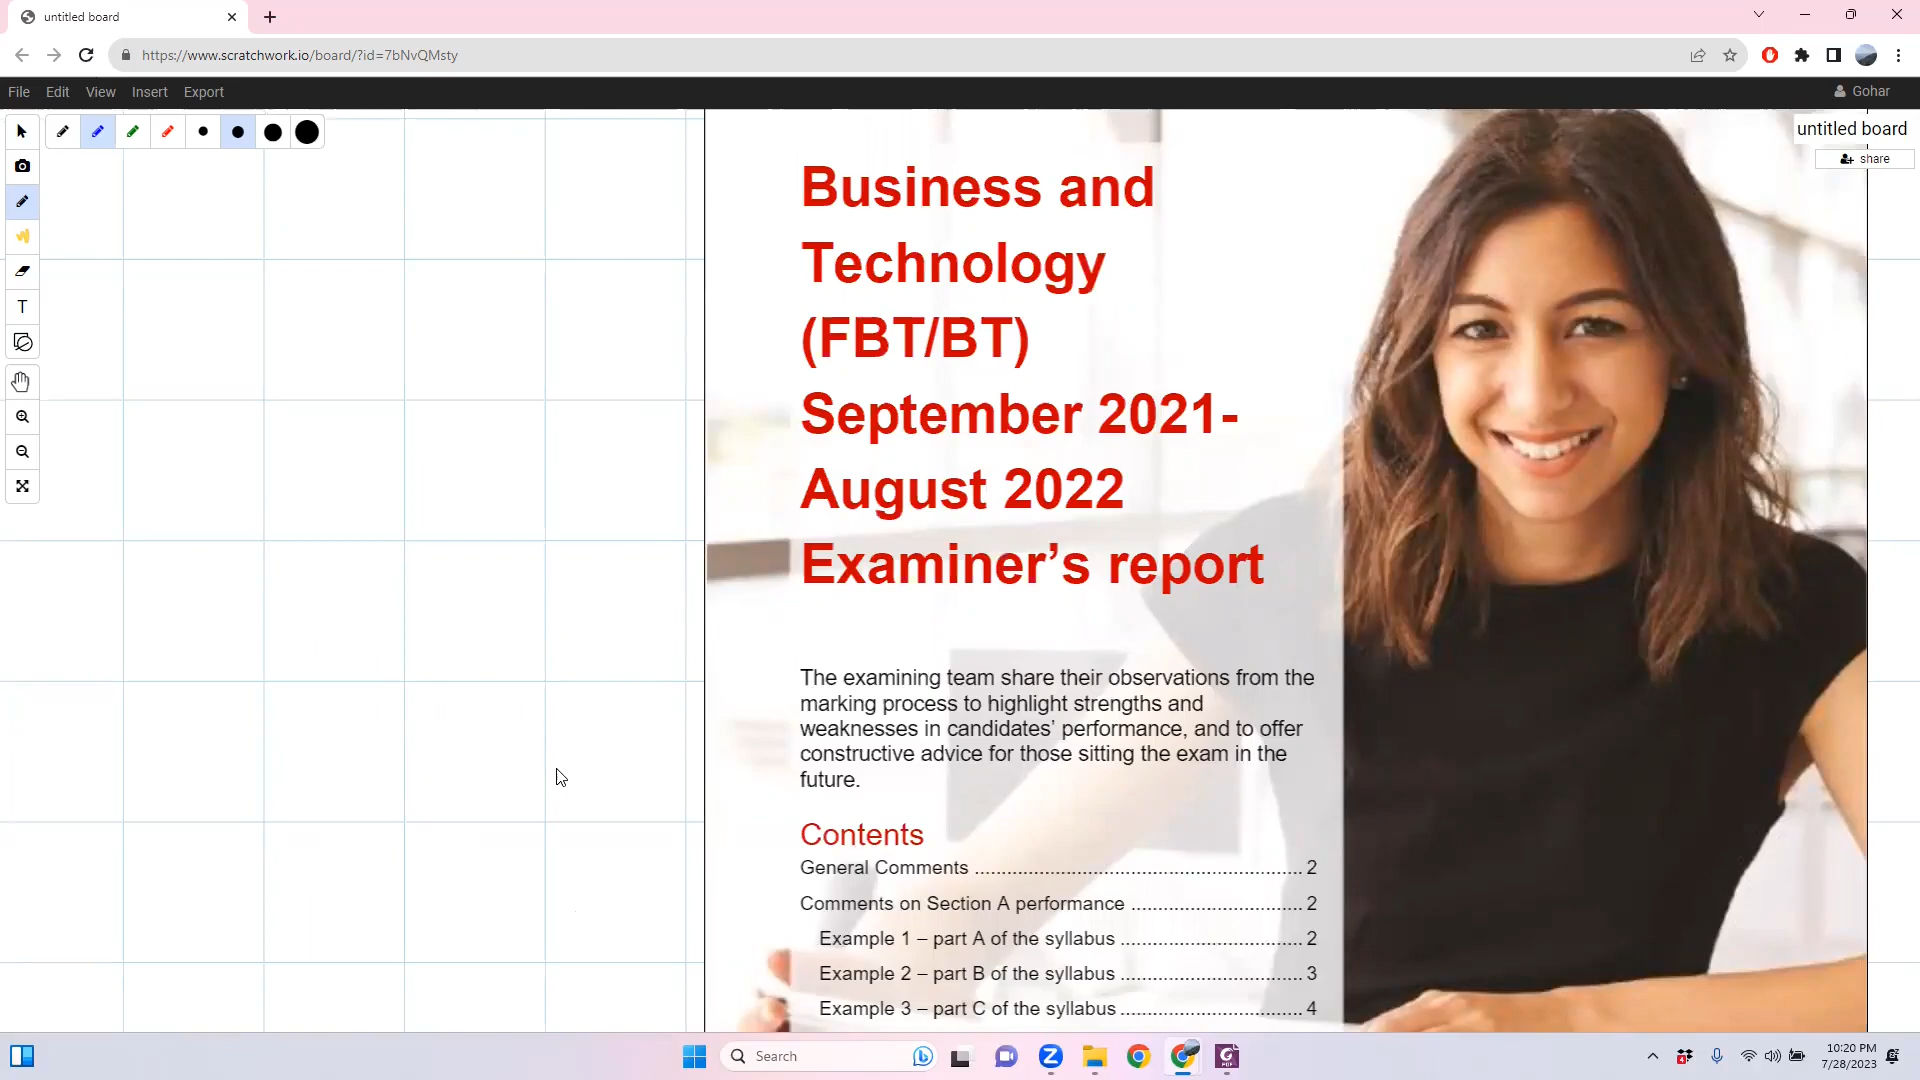 untitled board
https://www.scratchwork.io/board/?id=7bNvQMsty
File Edit View Insert Export
Gohar
untitled board
share
T
Business and
Technology
(FBT/BT)
September 2021-
August 2022
Examiner’s report
The examining team share their observations from the
marking process to highlight strengths and
weaknesses in candidates’ performance, and to offer
constructive advice for those sitting the exam in the
future.
Contents
General Comments ............................................................ 2
Comments on Section A performance ................................ 2
Example 1 – part A of the syllabus .................................. 2
Example 2 – part B of the syllabus .................................. 3
Example 3 – part C of the syllabus .................................. 4
Search
10:20 PM
7/28/2023